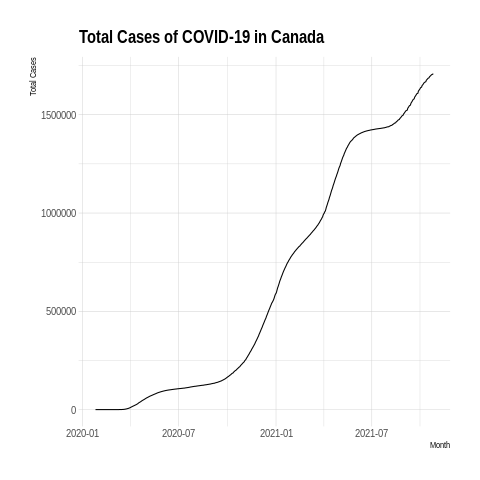 Total Cases of COVID-19 in Canada
Total Cases
1500000
1000000
500000
0
2020-01 2020-07 2021-01 2021-07
Month